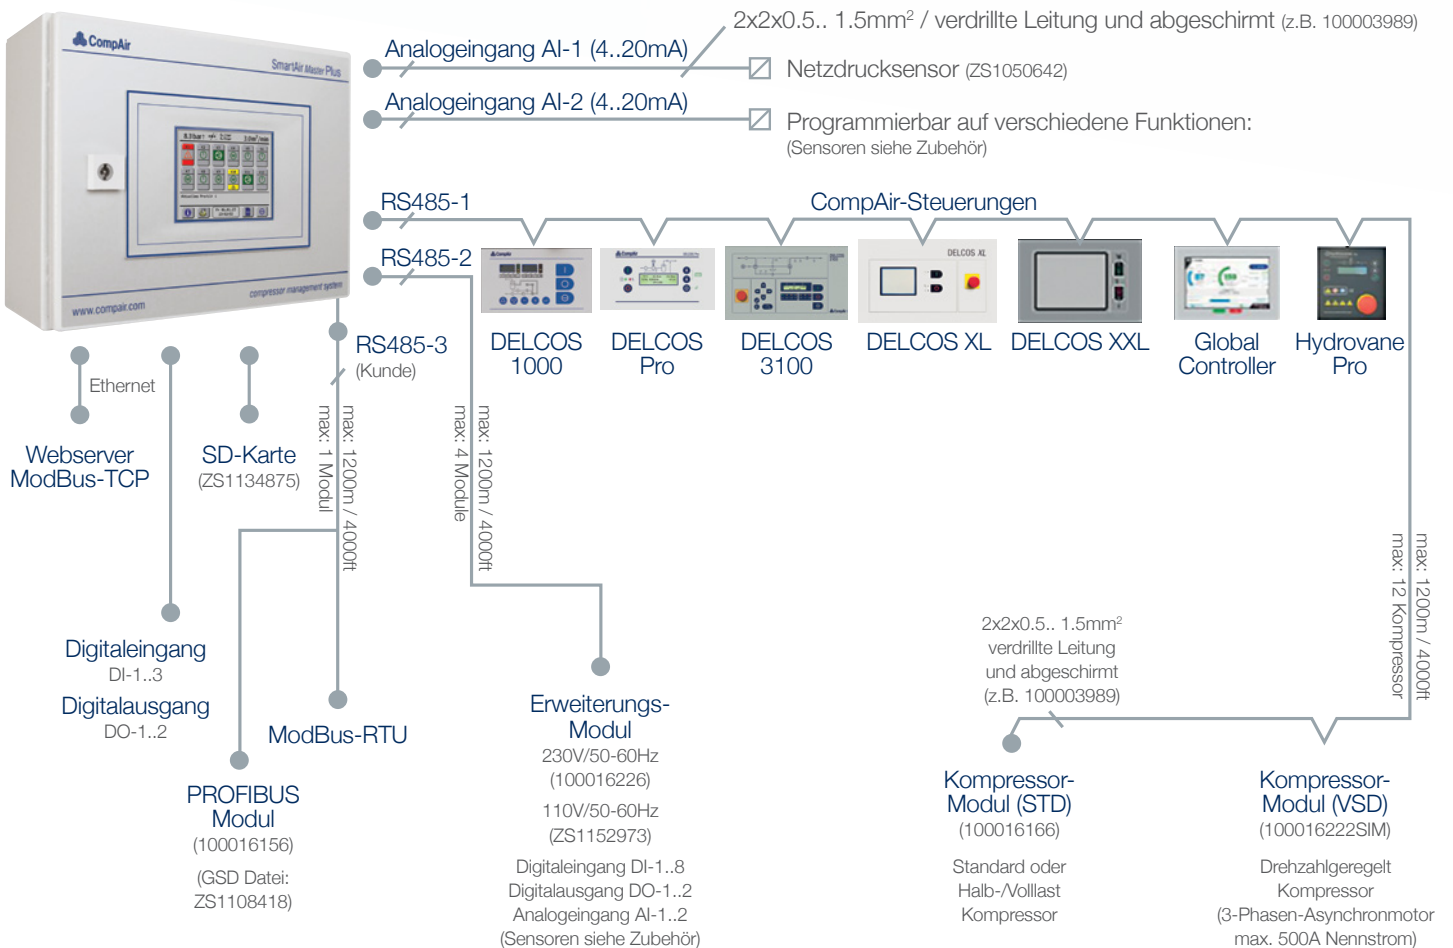 CompAir
SmartAir Master Plus
www.compair.com
compressor management system
2x2x0.5.. 1.5mm² / verdrillte Leitung und abgeschirmt (z.B. 100003989)
Analogeingang AI-1 (4..20mA)
Netzdrucksensor (ZS1050642)
Analogeingang AI-2 (4..20mA)
Programmierbar auf verschiedene Funktionen:
(Sensoren siehe Zubehör)
RS485-1
CompAir-Steuerungen
RS485-2
DELCOS XL
DELCOS
1000
DELCOS
Pro
DELCOS
3100
DELCOS XL
DELCOS XXL
Global
Controller
Hydrovane
Pro
RS485-3
(Kunde)
Ethernet
Webserver
ModBus-TCP
SD-Karte
(ZS1134875)
max: 1200m / 4000ft
max: 1 Modul
max: 1200m / 4000ft
max: 4 Module
max: 1200m / 4000ft
max: 12 Kompressor
Digitaleingang
DI-1..3
Digitalausgang
DO-1..2
ModBus-RTU
PROFIBUS
Modul
(100016156)
(GSD Datei:
ZS1108418)
Erweiterungs-
Modul
230V/50-60Hz
(100016226)
110V/50-60Hz
(ZS1152973)
Digitaleingang DI-1..8
Digitalausgang DO-1..2
Analogeingang AI-1..2
(Sensoren siehe Zubehör)
2x2x0.5.. 1.5mm²
verdrillte Leitung
und abgeschirmt
(z.B. 100003989)
Kompressor-
Modul (STD)
(100016166)
Standard oder
Halb-/Volllast
Kompressor
Kompressor-
Modul (VSD)
(100016222SIM)
Drehzahlgeregelt
Kompressor
(3-Phasen-Asynchronmotor
max. 500A Nennstrom)